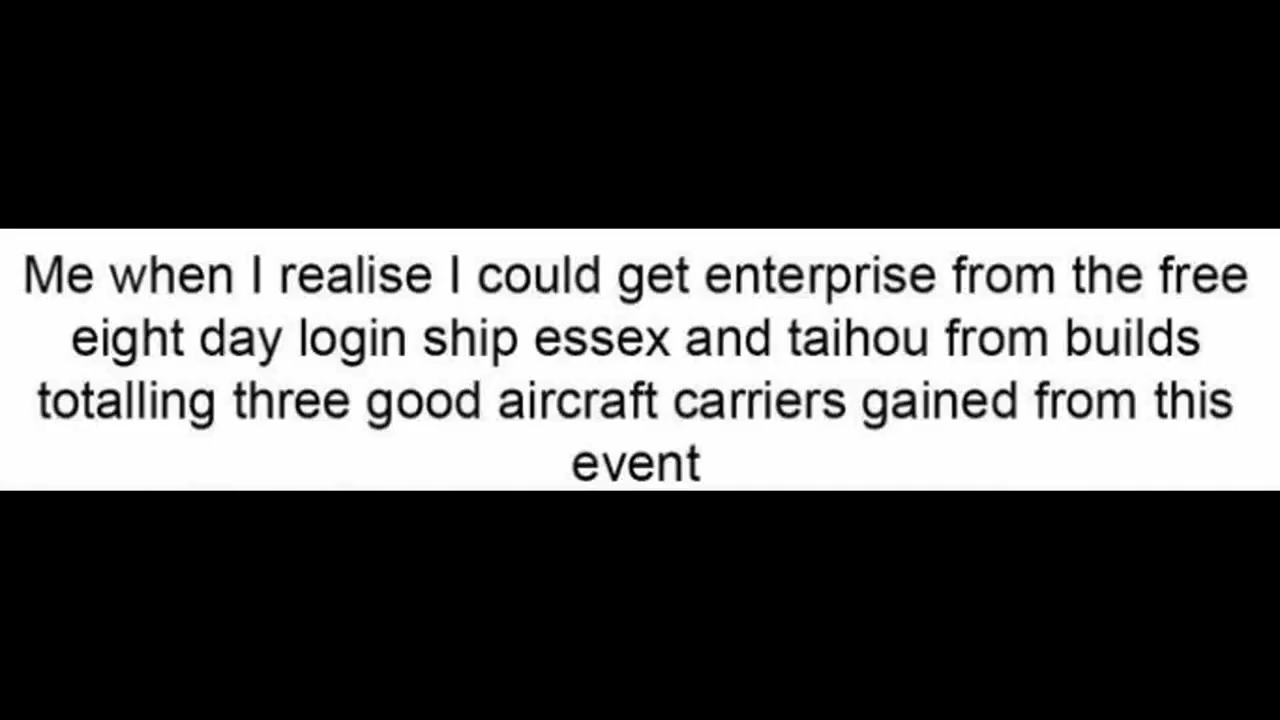 Me when I realise I could get enterprise from the free
eight day login ship essex and taihou from builds
totalling three good aircraft carriers gained from this
event